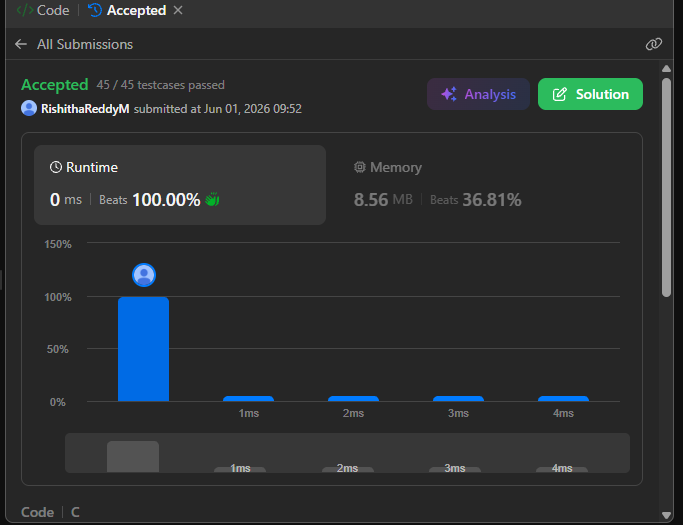 </> Code | Accepted ×
← All Submissions
Accepted 45 / 45 testcases passed
RishithaReddyM submitted at Jun 01, 2026 09:52
Analysis
Solution
Runtime
0 ms | Beats 100.00%
Memory
8.56 MB | Beats 36.81%
150%
100%
50%
0%
1ms 2ms 3ms 4ms
1ms 2ms 3ms 4ms
Code | C